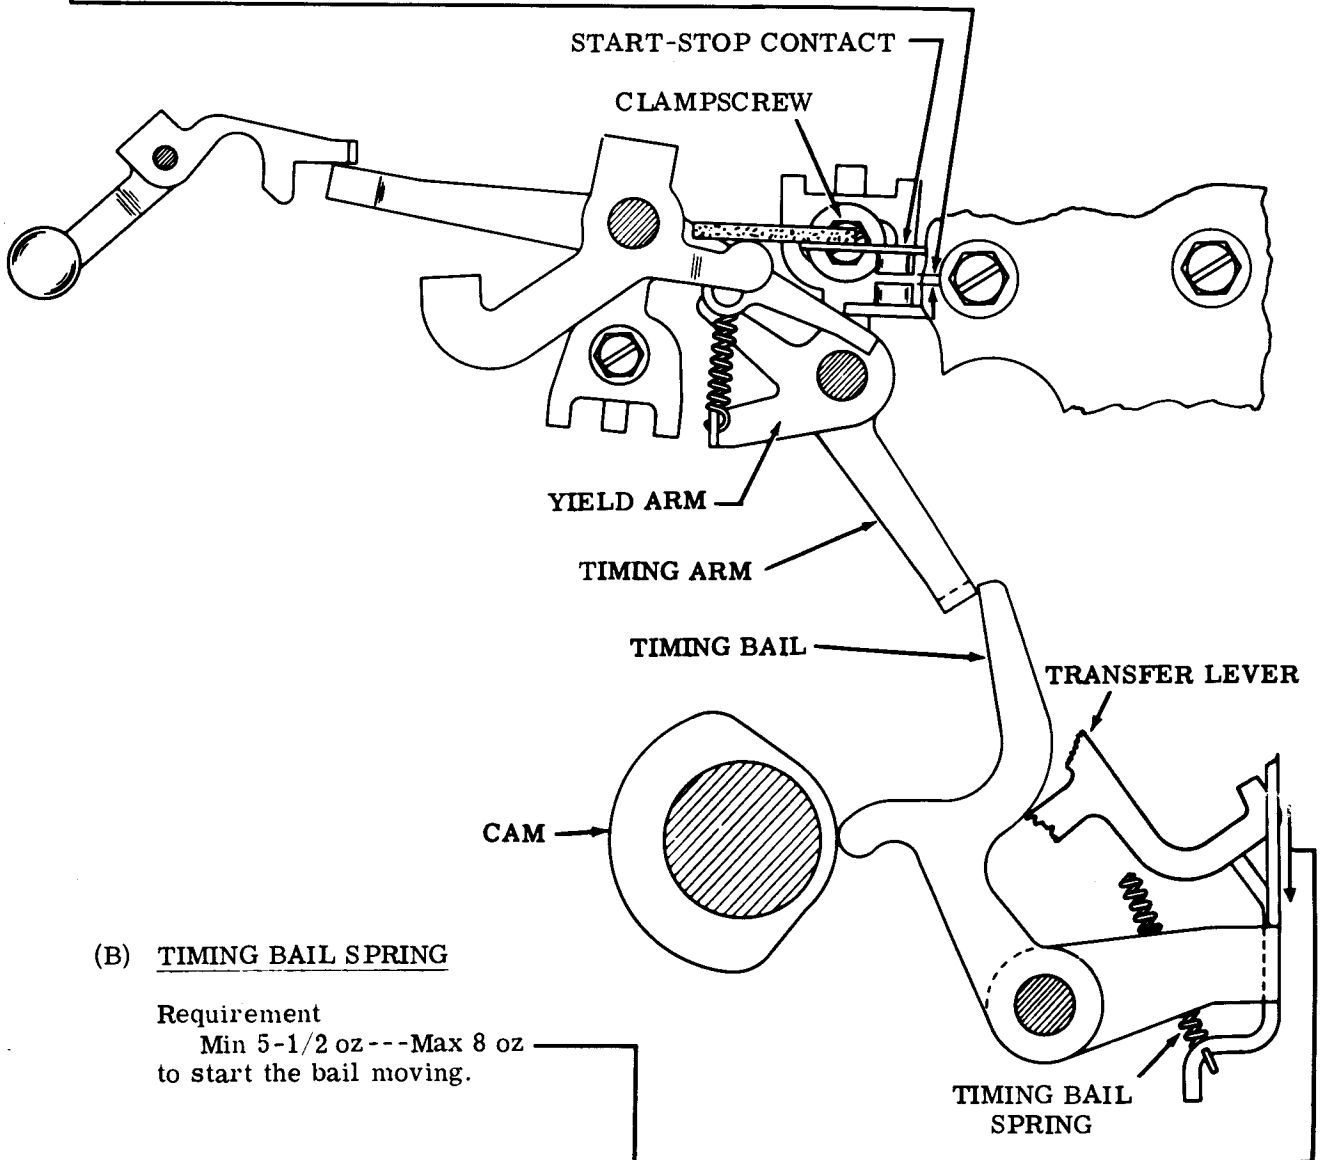 START-STOP CONTACT
CLAMPSCREW
YIELD ARM
TIMING ARM
TIMING BAIL
TRANSFER LEVER
CAM
(B) TIMING BAIL SPRING
Requirement
Min 5-1/2 oz---Max 8 oz
to start the bail moving.
TIMING BAIL
SPRING